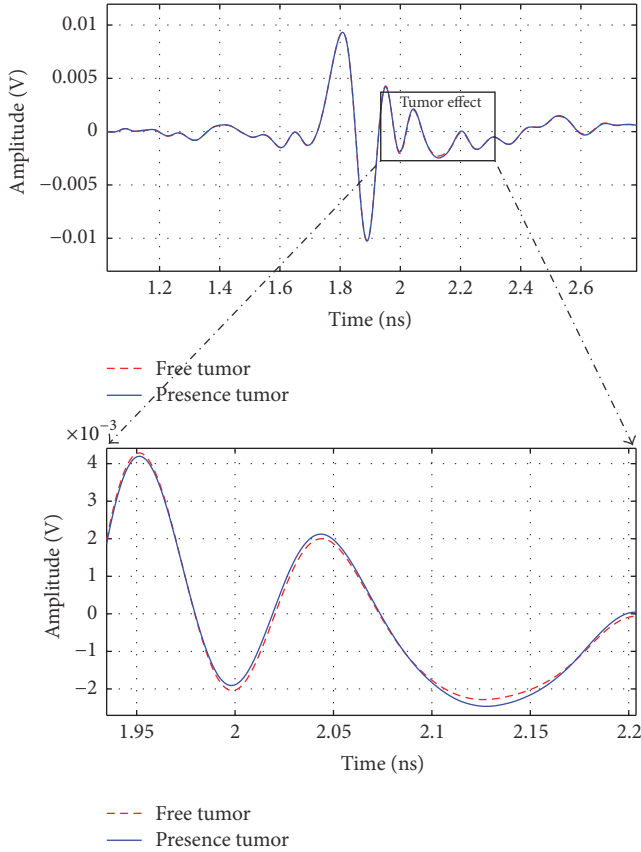 0.01
0.005
0
−0.005
−0.01
Amplitude (V)
Tumor effect
1.2 1.4 1.6 1.8 2 2.2 2.4 2.6
Time (ns)
Free tumor
Presence tumor
×10⁻³
4
3
2
1
0
−1
−2
Amplitude (V)
1.95 2 2.05 2.1 2.15 2.2
Time (ns)
Free tumor
Presence tumor